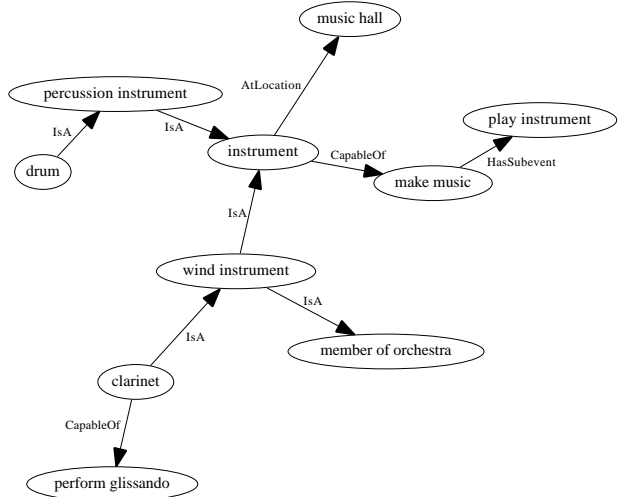 music hall
AtLocation
percussion instrument
play instrument
IsA
IsA
instrument
CapableOf
HasSubevent
drum
make music
IsA
wind instrument
IsA
member of orchestra
IsA
clarinet
CapableOf
perform glissando